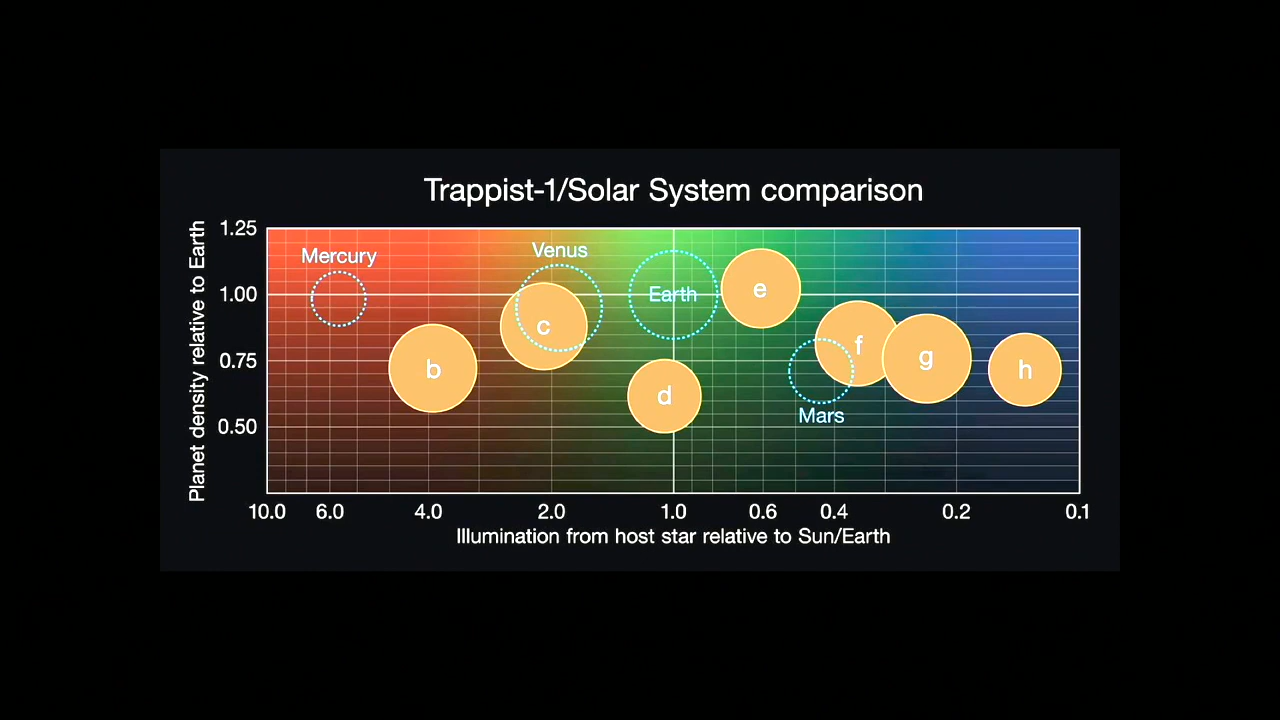 Trappist-1/Solar System comparison
Planet density relative to Earth
1.25
1.00
0.75
0.50
Mercury
Venus
Earth
Mars
b
c
d
e
f
g
h
10.0 6.0 4.0 2.0 1.0 0.6 0.4 0.2 0.1
Illumination from host star relative to Sun/Earth